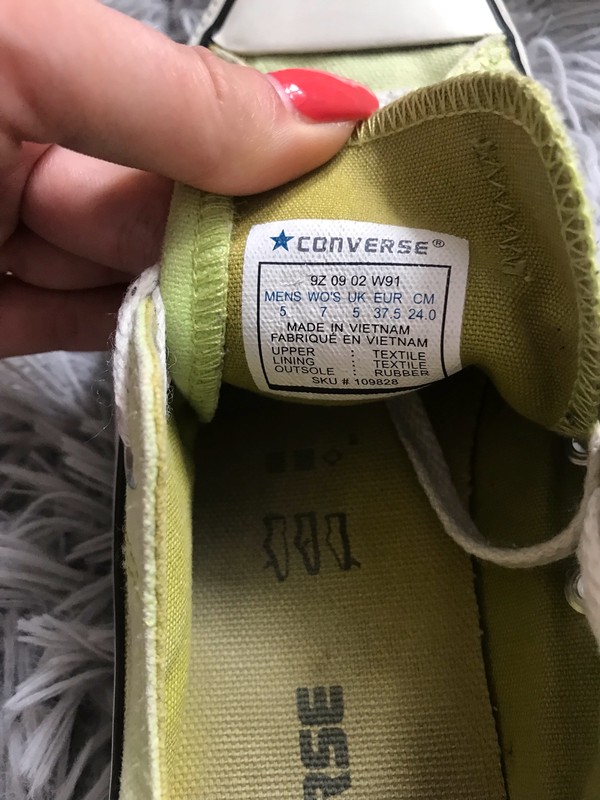 CONVERSE®
9Z 09 02 W91
MENS WO'S UK EUR CM
5 7 5 37.5 24.0
MADE IN VIETNAM
FABRIQUÉ EN VIETNAM
UPPER : TEXTILE
LINING : TEXTILE
OUTSOLE : RUBBER
SKU # 109828
RSE